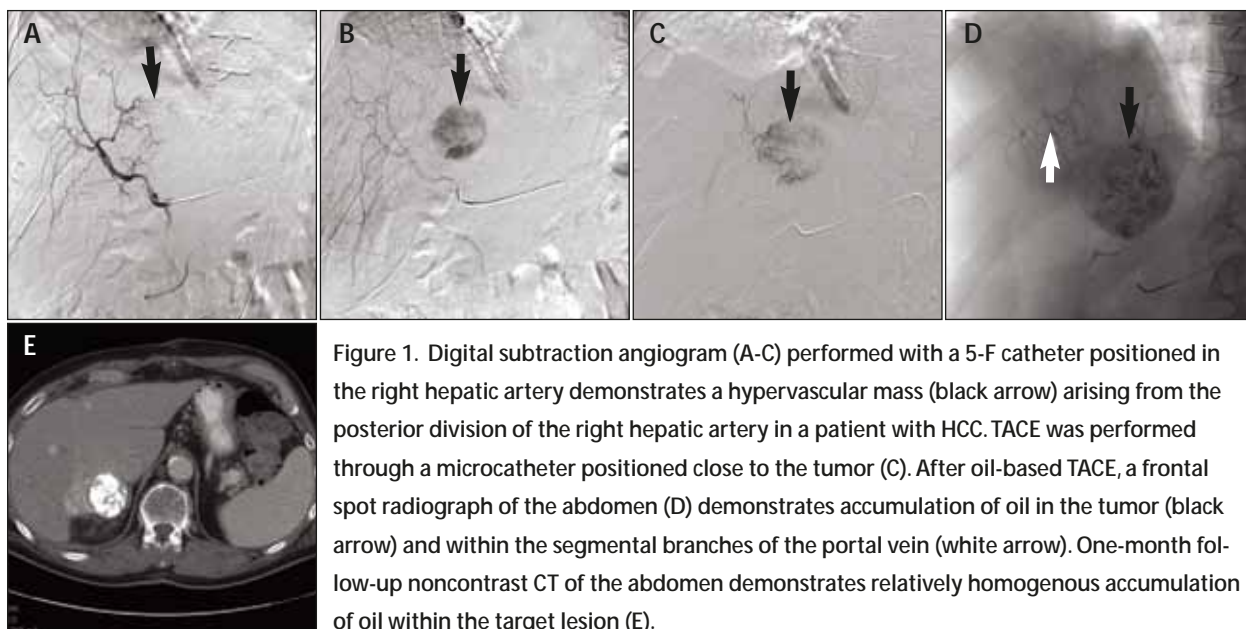 A
B
C
D
E
Figure 1. Digital subtraction angiogram (A-C) performed with a 5-F catheter positioned in
the right hepatic artery demonstrates a hypervascular mass (black arrow) arising from the
posterior division of the right hepatic artery in a patient with HCC. TACE was performed
through a microcatheter positioned close to the tumor (C). After oil-based TACE, a frontal
spot radiograph of the abdomen (D) demonstrates accumulation of oil in the tumor (black
arrow) and within the segmental branches of the portal vein (white arrow). One-month fol-
low-up noncontrast CT of the abdomen demonstrates relatively homogenous accumulation
of oil within the target lesion (E).